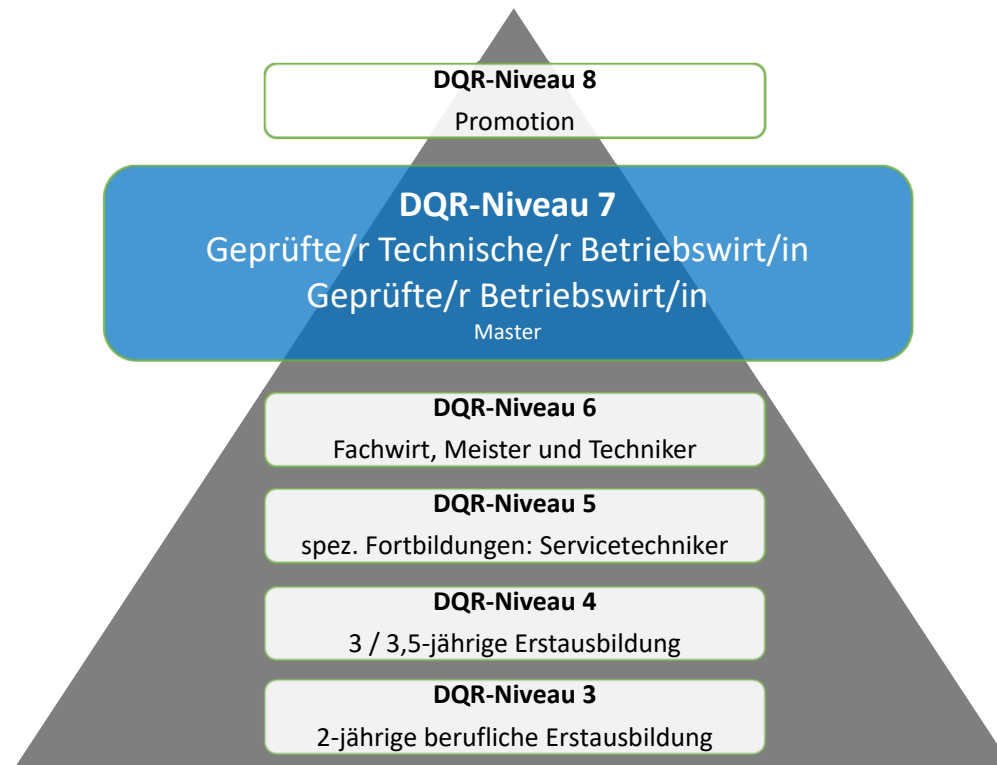 DQR-Niveau 8
Promotion
DQR-Niveau 7
Geprüfte/r Technische/r Betriebswirt/in
Geprüfte/r Betriebswirt/in
Master
DQR-Niveau 6
Fachwirt, Meister und Techniker
DQR-Niveau 5
spez. Fortbildungen: Servicetechniker
DQR-Niveau 4
3 / 3,5-jährige Erstausbildung
DQR-Niveau 3
2-jährige berufliche Erstausbildung